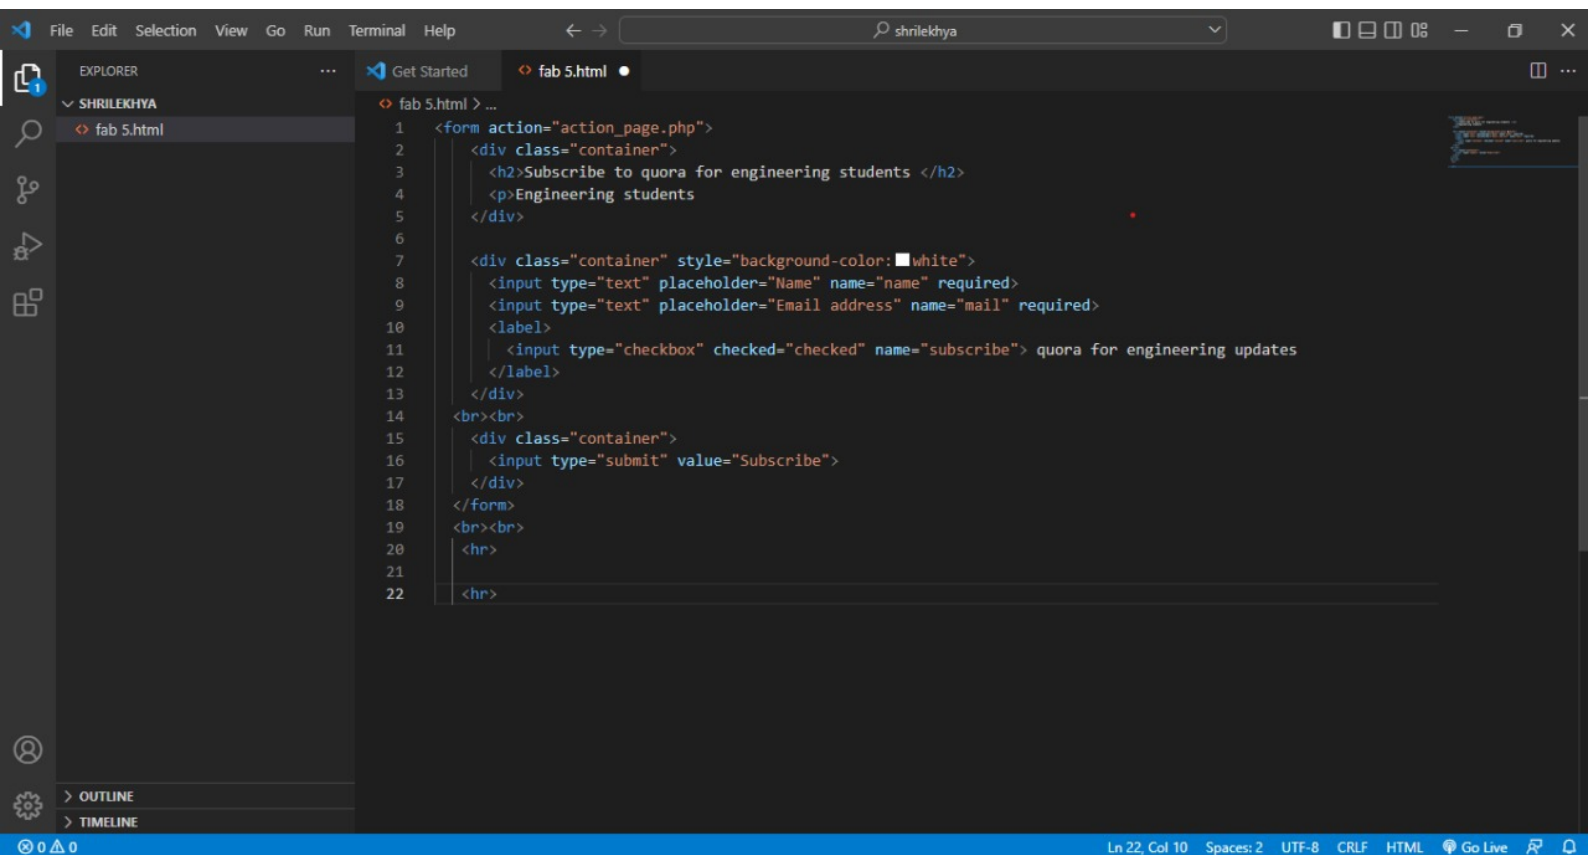 File Edit Selection View Go Run Terminal Help
shrilekhya
EXPLORER
Get Started
fab 5.html
SHRILEKHYA
fab 5.html
fab 5.html > ...
1 <form action="action_page.php">
2 <div class="container">
3 <h2>Subscribe to quora for engineering students </h2>
4 <p>Engineering students
5 </div>
6
7 <div class="container" style="background-color:white">
8 <input type="text" placeholder="Name" name="name" required>
9 <input type="text" placeholder="Email address" name="mail" required>
10 <label>
11 <input type="checkbox" checked="checked" name="subscribe"> quora for engineering updates
12 </label>
13 </div>
14 <br><br>
15 <div class="container">
16 <input type="submit" value="Subscribe">
17 </div>
18 </form>
19 <br><br>
20 <hr>
21
22 <hr>
1
OUTLINE
TIMELINE
0 0 Ln 22, Col 10 Spaces: 2 UTF-8 CRLF HTML Go Live